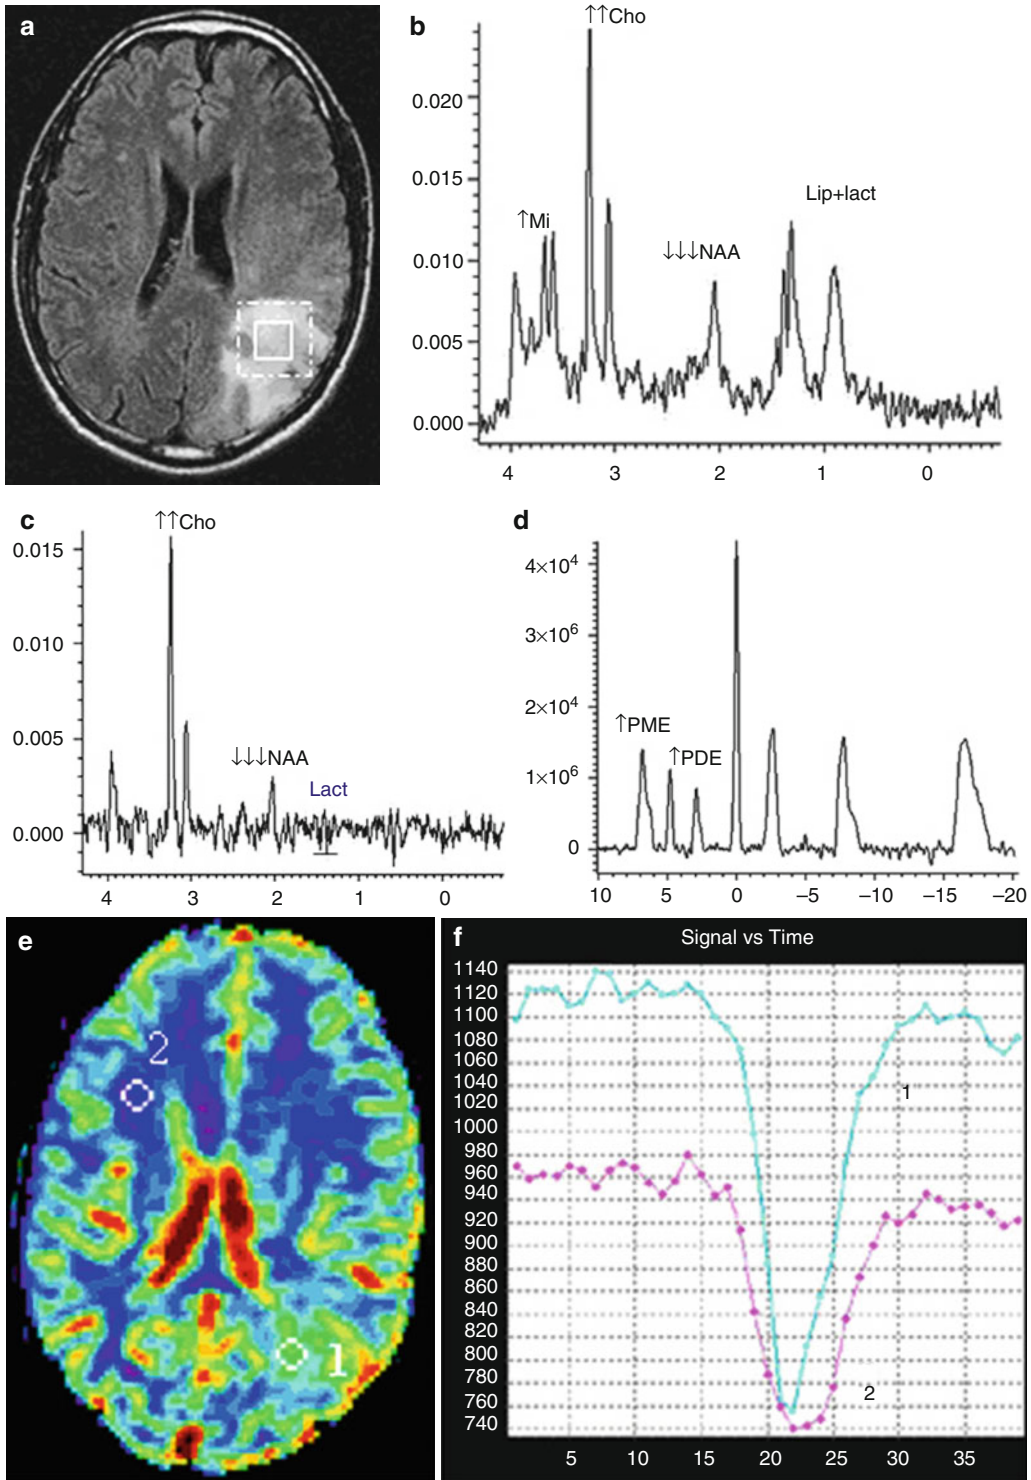 a
b
↑↑Cho
0.020
0.015
0.010
0.005
0.000
↑Mi
↓↓↓NAA
Lip+lact
4 3 2 1 0
c
↑↑Cho
0.015
0.010
0.005
0.000
↓↓↓NAA
Lact
4 3 2 1 0
d
4×10⁴
3×10⁶
2×10⁴
1×10⁶
0
↑PME
↑PDE
10 5 0 –5 –10 –15 –20
e
2
1
f
Signal vs Time
1140
1120
1100
1080
1060
1040
1020
1000
980
960
940
920
900
880
860
840
820
800
780
760
740
1
2
5 10 15 20 25 30 35